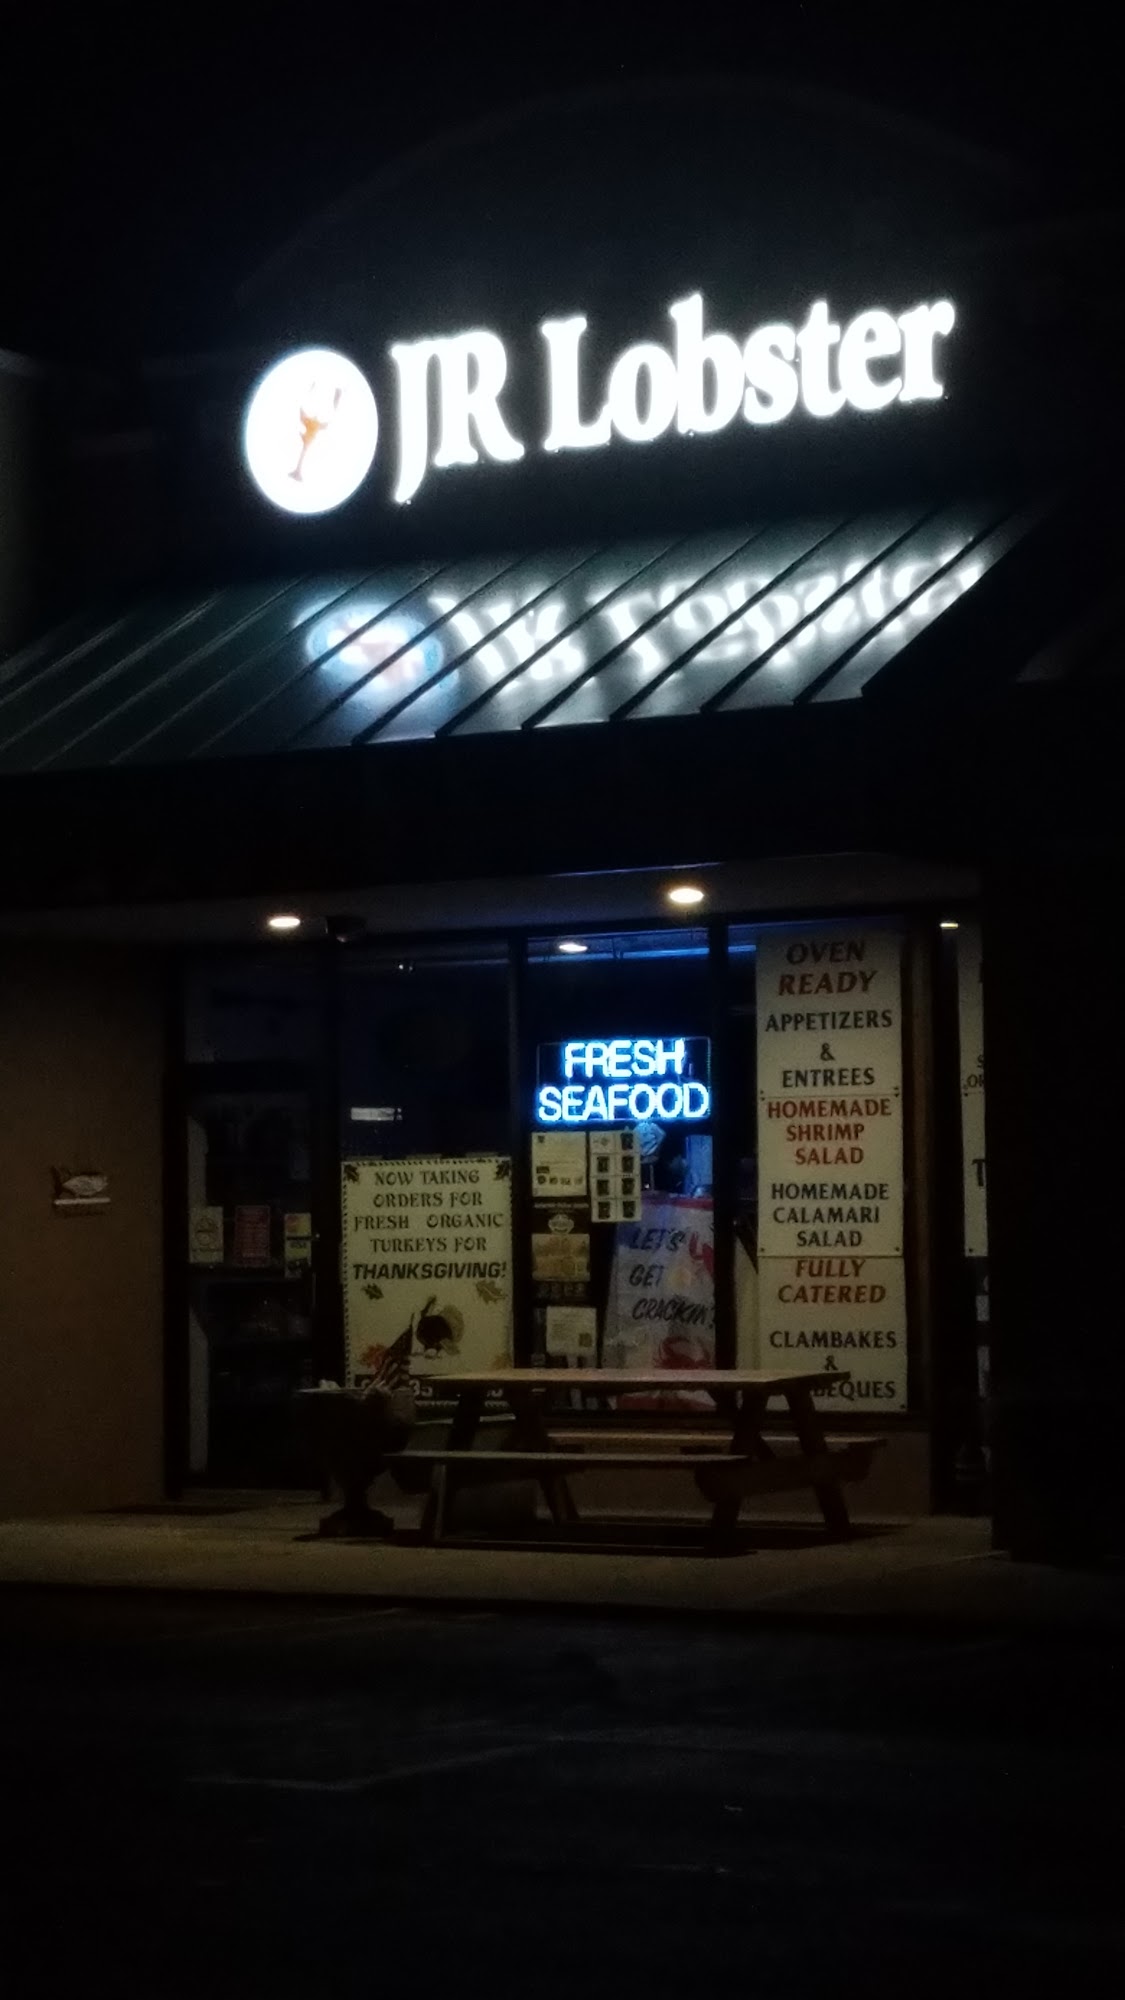 JR Lobster
FRESH
SEAFOOD
NOW TAKING
ORDERS FOR
FRESH ORGANIC
TURKEYS FOR
THANKSGIVING!
LET'S
GET
CRACKIN'
OVEN
READY
APPETIZERS
&
ENTREES
HOMEMADE
SHRIMP
SALAD
HOMEMADE
CALAMARI
SALAD
FULLY
CATERED
CLAMBAKES
&